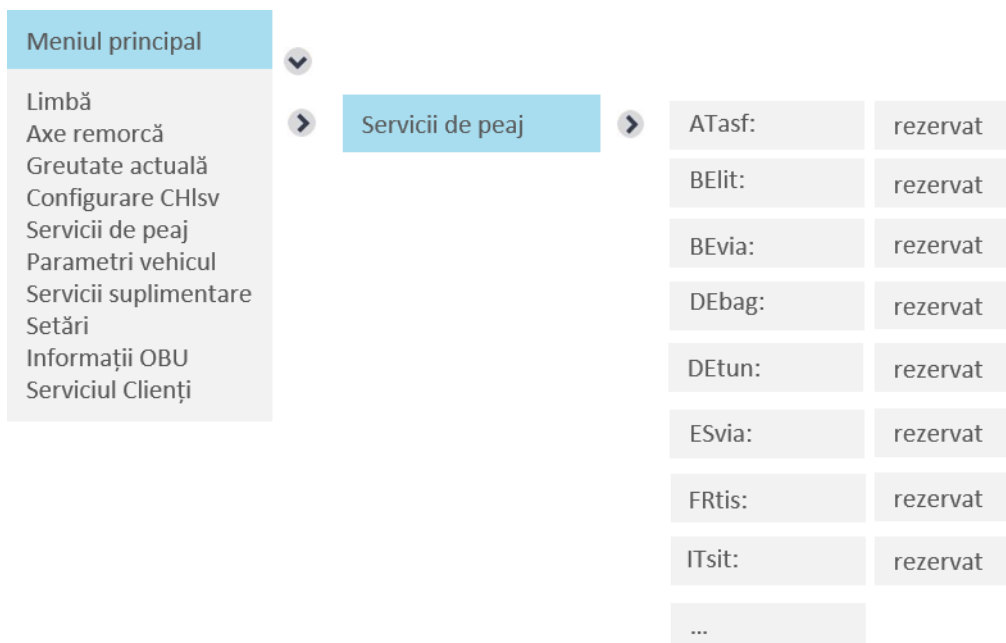 Meniul principal
Limbă
Axe remorcă
Greutate actuală
Configurare CHlsv
Servicii de peaj
Parametri vehicul
Servicii suplimentare
Setări
Informații OBU
Serviciul Clienți
Servicii de peaj
ATasf: rezervat
BElit: rezervat
BEvia: rezervat
DEbag: rezervat
DEtun: rezervat
ESvia: rezervat
FRtis: rezervat
ITsit: rezervat
...